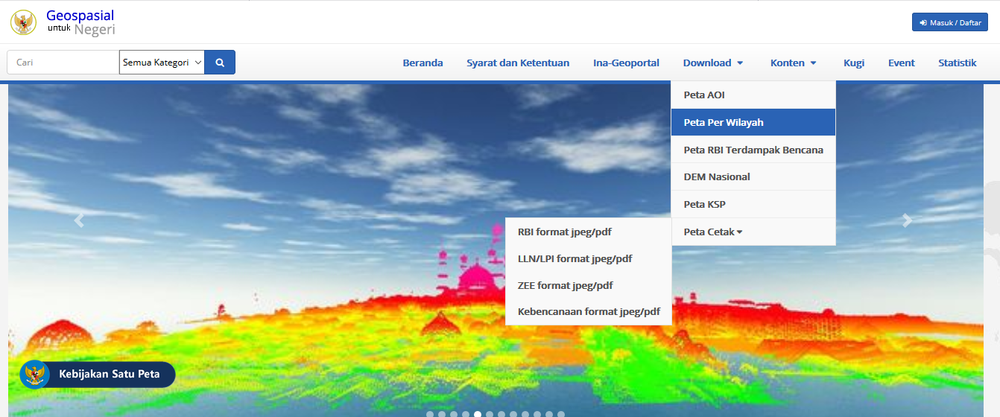 Geospasial
untuk Negeri
Masuk / Daftar
Cari
Semua Kategori
Beranda
Syarat dan Ketentuan
Ina-Geoportal
Download
Konten
Kugi
Event
Statistik
Peta AOI
Peta Per Wilayah
Peta RBI Terdampak Bencana
DEM Nasional
Peta KSP
Peta Cetak
RBI format jpeg/pdf
LLN/LPI format jpeg/pdf
ZEE format jpeg/pdf
Kebencanaan format jpeg/pdf
Kebijakan Satu Peta